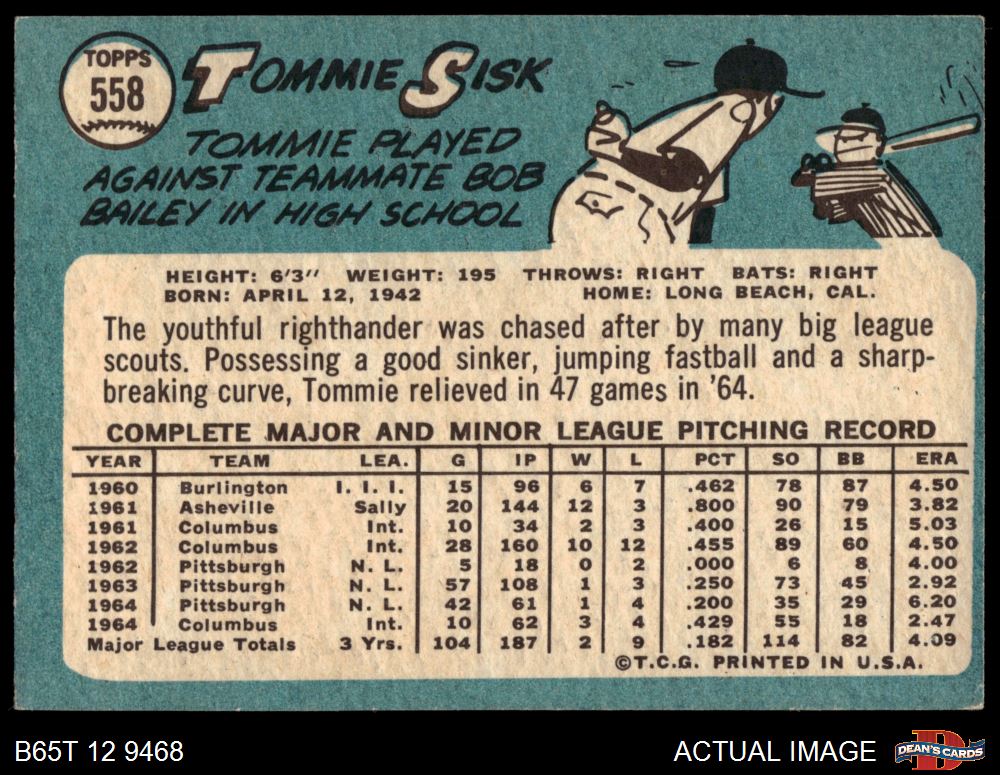 TOPPS
558
TOMMIE SISK
TOMMIE PLAYED
AGAINST TEAMMATE BOB
BAILEY IN HIGH SCHOOL
HEIGHT: 6'3" WEIGHT: 195 THROWS: RIGHT BATS: RIGHT
BORN: APRIL 12, 1942 HOME: LONG BEACH, CAL.
The youthful righthander was chased after by many big league
scouts. Possessing a good sinker, jumping fastball and a sharp-
breaking curve, Tommie relieved in 47 games in '64.
COMPLETE MAJOR AND MINOR LEAGUE PITCHING RECORD
YEAR TEAM LEA. G IP W L PCT SO BB ERA
1960 Burlington I. I. I. 15 96 6 7 .462 78 87 4.50
1961 Asheville Sally 20 144 12 3 .800 90 79 3.82
1961 Columbus Int. 10 34 2 3 .400 26 15 5.03
1962 Columbus Int. 28 160 10 12 .455 89 60 4.50
1962 Pittsburgh N. L. 5 18 0 2 .000 6 8 4.00
1963 Pittsburgh N. L. 57 108 1 3 .250 73 45 2.92
1964 Pittsburgh N. L. 42 61 1 4 .200 35 29 6.20
1964 Columbus Int. 10 62 3 4 .429 55 18 2.47
Major League Totals 3 Yrs. 104 187 2 9 .182 114 82 4.09
©T.C.G. PRINTED IN U.S.A.
B65T 12 9468 ACTUAL IMAGE DEAN'S CARDS